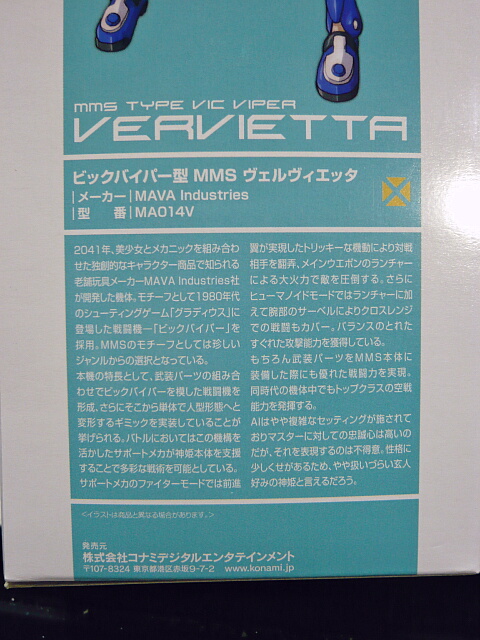 MMS TYPE VIC VIPER
VERVIETTA
ビックバイパー型 MMS ヴェルヴィエッタ
|メーカー|MAVA Industries
|型　番|MA014V
2041年、美少女とメカニックを組み合わ
せた独創的なキャラクター商品で知られる
老舗玩具メーカーMAVA Industries社
が開発した機体。モチーフとして1980年代
のシューティングゲーム「グラディウス」に
登場した戦闘機―「ビックバイパー」を
採用。MMSのモチーフとしては珍しい
ジャンルからの選択となっている。
本機の特長として、武装パーツの組み合
わせでビックバイパーを模した戦闘機を
形成、さらにそこから単体で人型形態へと
変形するギミックを実装していることが
挙げられる。バトルにおいてはこの機構を
活かしたサポートメカが神姫本体を支援
することで多彩な戦術を可能としている。
サポートメカのファイターモードでは前進
翼が実現したトリッキーな機動により対戦
相手を翻弄、メインウエポンのランチャー
による大火力で敵を圧倒する。さらに
ヒューマノイドモードではランチャーに加
えて腕部のサーベルによりクロスレンジ
での戦闘もカバー。バランスのとれた
すぐれた攻撃能力を獲得している。
もちろん武装パーツをMMS本体に
装備した際にも優れた戦闘力を実現。
同時代の機体中でもトップクラスの空戦
能力を発揮する。
AIはやや複雑なセッティングが施されて
おりマスターに対しての忠誠心は高いの
だが、それを表現するのは不得意。性格に
少しくせがあるため、やや扱いづらい玄人
好みの神姫と言えるだろう。
<イラストは商品と異なる場合があります。>
発売元
株式会社コナミデジタルエンタテインメント
〒107-8324 東京都港区赤坂9-7-2 www.konami.jp